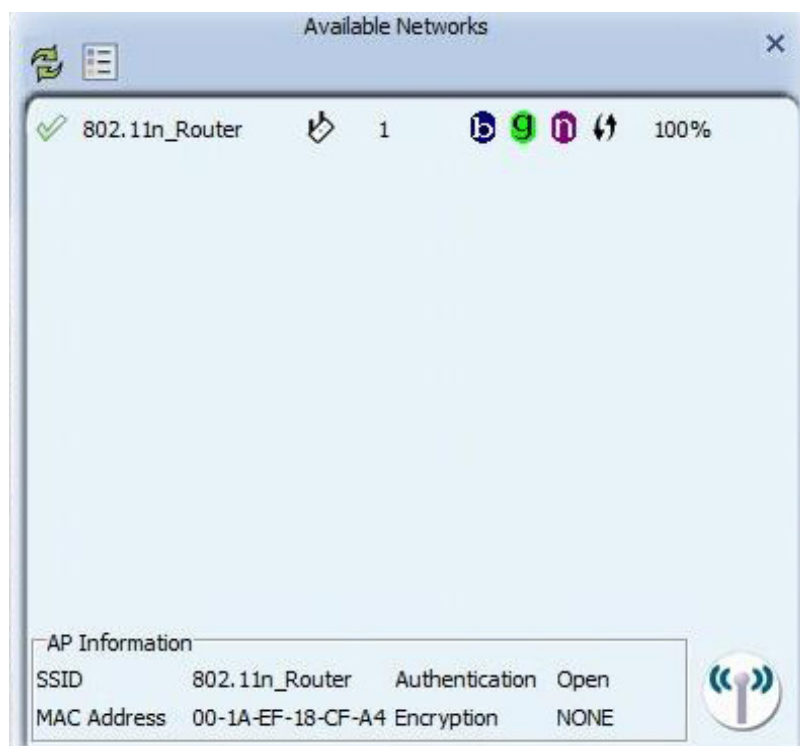 Available Networks
802.11n_Router 1 b g n 100%
AP Information
SSID 802.11n_Router Authentication Open
MAC Address 00-1A-EF-18-CF-A4 Encryption NONE